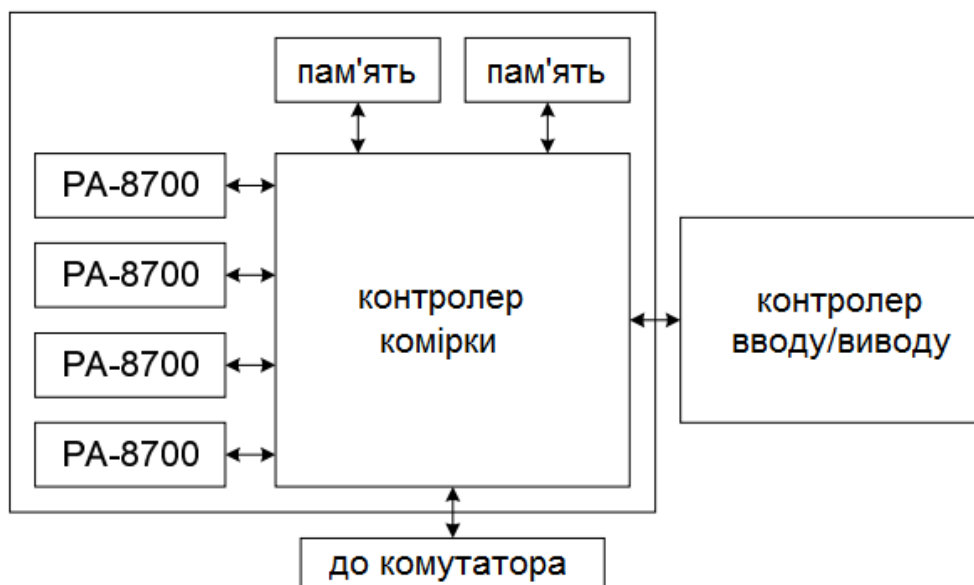 пам'ять пам'ять
PA-8700
PA-8700
PA-8700
PA-8700
контролер
комірки
контролер
вводу/виводу
до комутатора